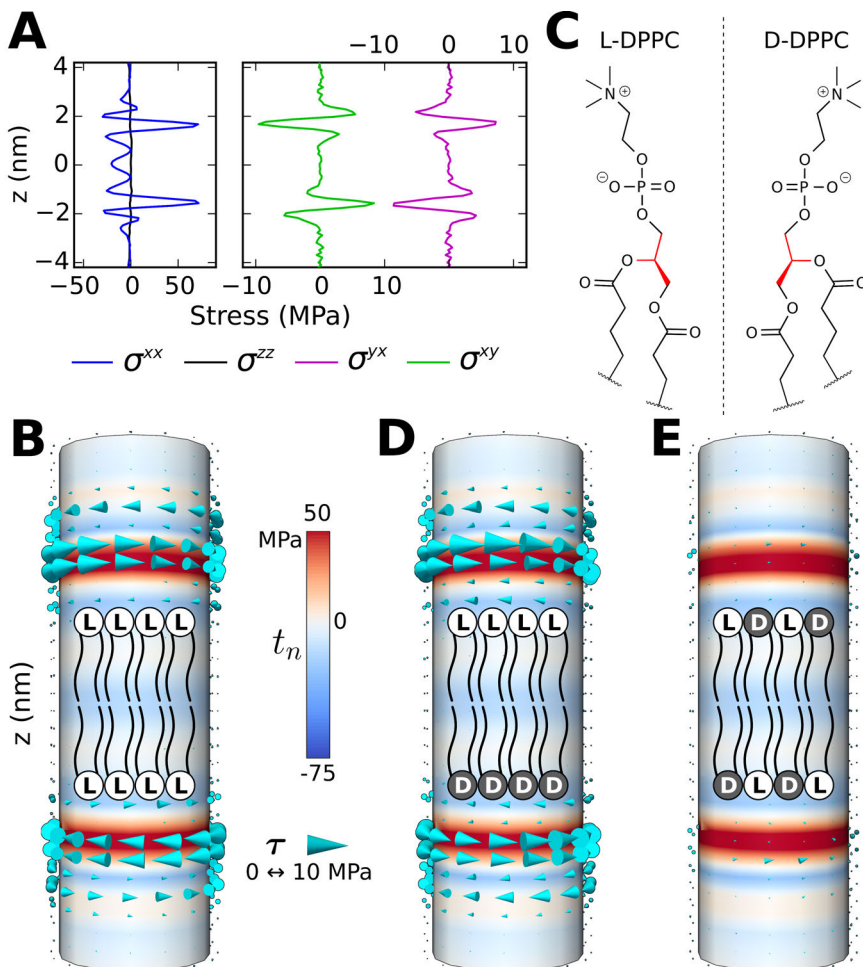 A
−10 0 10
C
L-DPPC D-DPPC
z (nm)
4
2
0
−2
−4
−50 0 50
−10 0 10
Stress (MPa)
σxx σzz σyx σxy
N ⊕
O
⊖ O P O
O
O
O
O
O
N ⊕
O
O P O ⊖
O
O
O
O
O
B
D
E
50
MPa
0
tn
-75
τ
0 ↔ 10 MPa
z (nm)
L L L L
L L L L
L L L L
D D D D
L D L D
D L D L